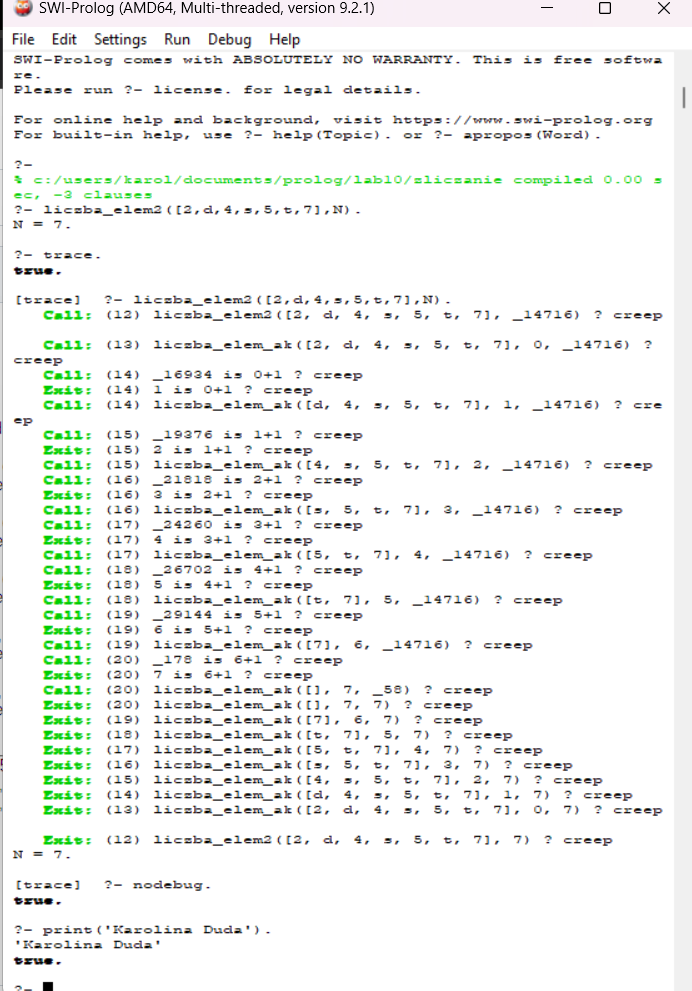 SWI-Prolog (AMD64, Multi-threaded, version 9.2.1)
File Edit Settings Run Debug Help
SWI-Prolog comes with ABSOLUTELY NO WARRANTY. This is free softwa
re.
Please run ?- license. for legal details.
For online help and background, visit https://www.swi-prolog.org
For built-in help, use ?- help(Topic). or ?- apropos(Word).
?-
% c:/users/karol/documents/prolog/lab10/zliczanie compiled 0.00 s
ec, -3 clauses
?- liczba_elem2([2,d,4,s,5,t,7],N).
N = 7.
?- trace.
true.
[trace]  ?- liczba_elem2([2,d,4,s,5,t,7],N).
Call: (12) liczba_elem2([2, d, 4, s, 5, t, 7], _14716) ? creep
Call: (13) liczba_elem_ak([2, d, 4, s, 5, t, 7], 0, _14716) ?
creep
Call: (14) _16934 is 0+1 ? creep
Exit: (14) 1 is 0+1 ? creep
Call: (14) liczba_elem_ak([d, 4, s, 5, t, 7], 1, _14716) ? cre
ep
Call: (15) _19376 is 1+1 ? creep
Exit: (15) 2 is 1+1 ? creep
Call: (15) liczba_elem_ak([4, s, 5, t, 7], 2, _14716) ? creep
Call: (16) _21818 is 2+1 ? creep
Exit: (16) 3 is 2+1 ? creep
Call: (16) liczba_elem_ak([s, 5, t, 7], 3, _14716) ? creep
Call: (17) _24260 is 3+1 ? creep
Exit: (17) 4 is 3+1 ? creep
Call: (17) liczba_elem_ak([5, t, 7], 4, _14716) ? creep
Call: (18) _26702 is 4+1 ? creep
Exit: (18) 5 is 4+1 ? creep
Call: (18) liczba_elem_ak([t, 7], 5, _14716) ? creep
Call: (19) _29144 is 5+1 ? creep
Exit: (19) 6 is 5+1 ? creep
Call: (19) liczba_elem_ak([7], 6, _14716) ? creep
Call: (20) _178 is 6+1 ? creep
Exit: (20) 7 is 6+1 ? creep
Call: (20) liczba_elem_ak([], 7, _58) ? creep
Exit: (20) liczba_elem_ak([], 7, 7) ? creep
Exit: (19) liczba_elem_ak([7], 6, 7) ? creep
Exit: (18) liczba_elem_ak([t, 7], 5, 7) ? creep
Exit: (17) liczba_elem_ak([5, t, 7], 4, 7) ? creep
Exit: (16) liczba_elem_ak([s, 5, t, 7], 3, 7) ? creep
Exit: (15) liczba_elem_ak([4, s, 5, t, 7], 2, 7) ? creep
Exit: (14) liczba_elem_ak([d, 4, s, 5, t, 7], 1, 7) ? creep
Exit: (13) liczba_elem_ak([2, d, 4, s, 5, t, 7], 0, 7) ? creep
Exit: (12) liczba_elem2([2, d, 4, s, 5, t, 7], 7) ? creep
N = 7.
[trace]  ?- nodebug.
true.
?- print('Karolina Duda').
'Karolina Duda'
true.
?-